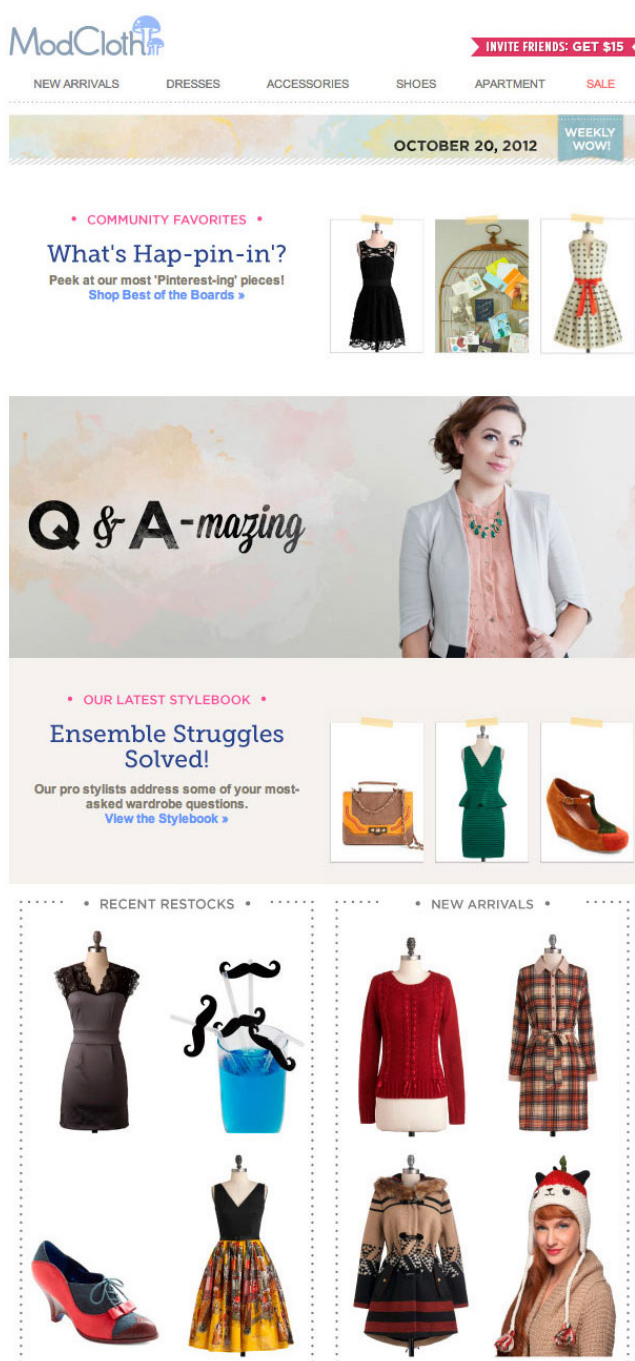 ModCloth
INVITE FRIENDS: GET $15
NEW ARRIVALS DRESSES ACCESSORIES SHOES APARTMENT SALE
OCTOBER 20, 2012
WEEKLY
WOW!
• COMMUNITY FAVORITES •
What's Hap-pin-in'?
Peek at our most 'Pinterest-ing' pieces!
Shop Best of the Boards »
Q & A-mazing
• OUR LATEST STYLEBOOK •
Ensemble Struggles
Solved!
Our pro stylists address some of your most-
asked wardrobe questions.
View the Stylebook »
• RECENT RESTOCKS •
• NEW ARRIVALS •